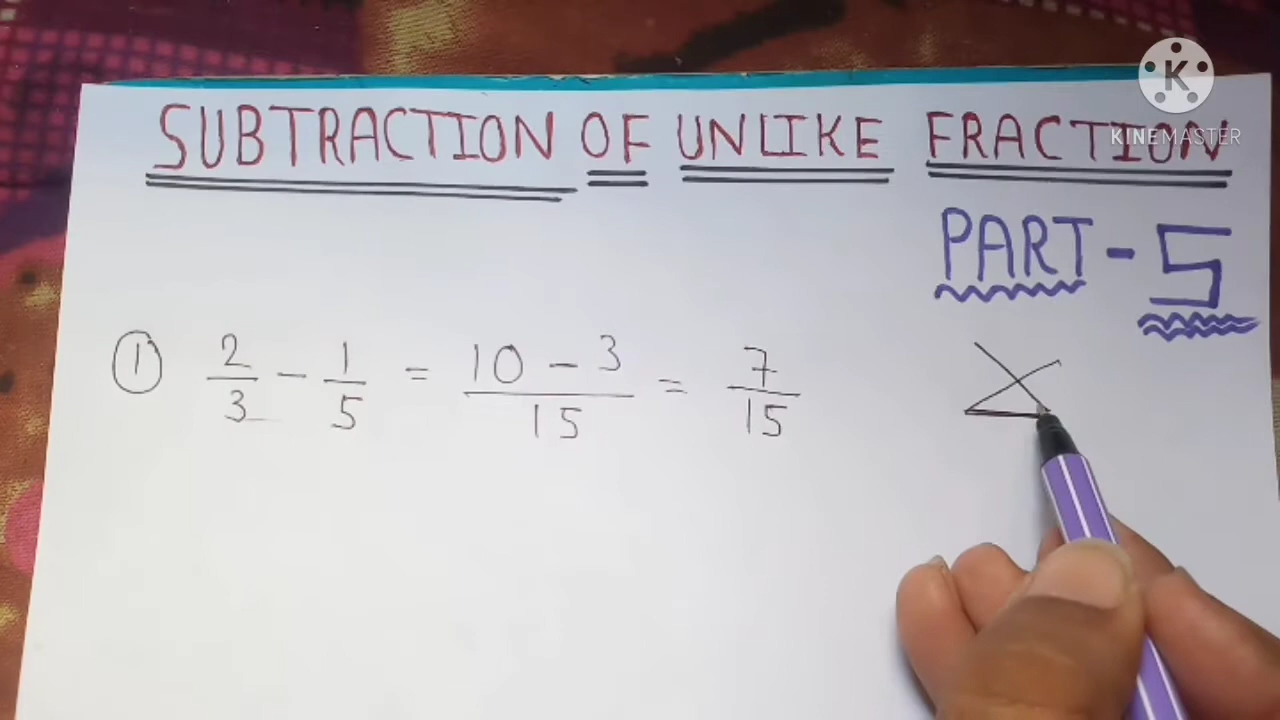 K
KINEMASTER
SUBTRACTION OF UNLIKE FRACTION
PART - 5
① 2/3 - 1/5 = 10 - 3/15 = 7/15